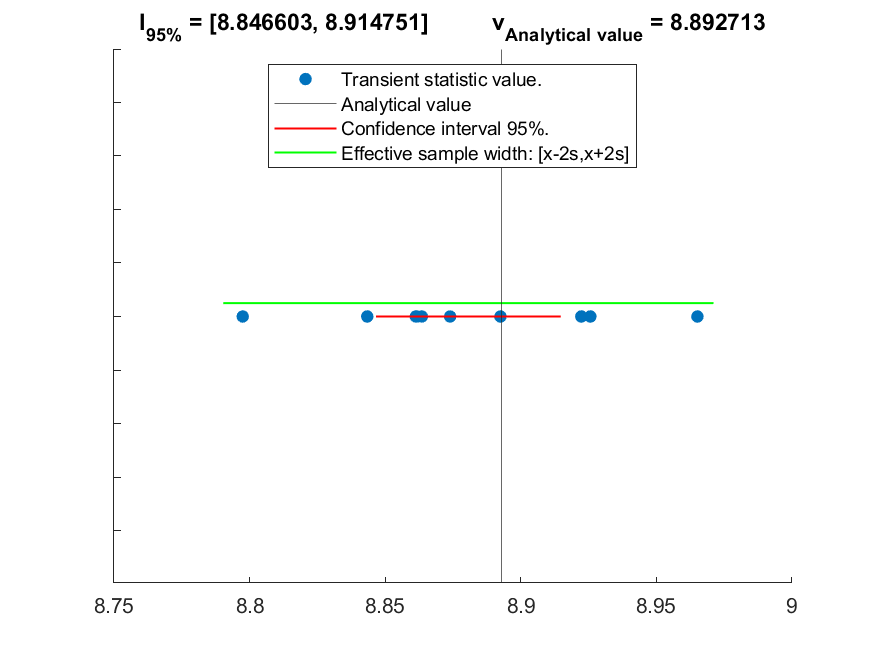 I95% = [8.846603, 8.914751] vAnalytical value = 8.892713
Transient statistic value.
Analytical value
Confidence interval 95%.
Effective sample width: [x-2s,x+2s]
8.75 8.8 8.85 8.9 8.95 9